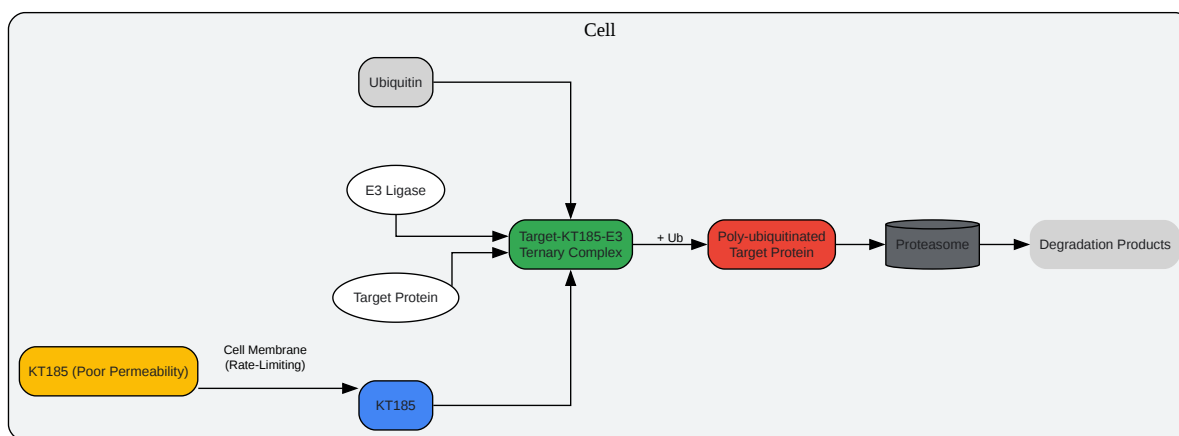 Cell
Ubiquitin
E3 Ligase
Target Protein
KT185 (Poor Permeability)
Cell Membrane
(Rate-Limiting)
KT185
Target-KT185-E3
Ternary Complex
+ Ub
Poly-ubiquitinated
Target Protein
Proteasome
Degradation Products